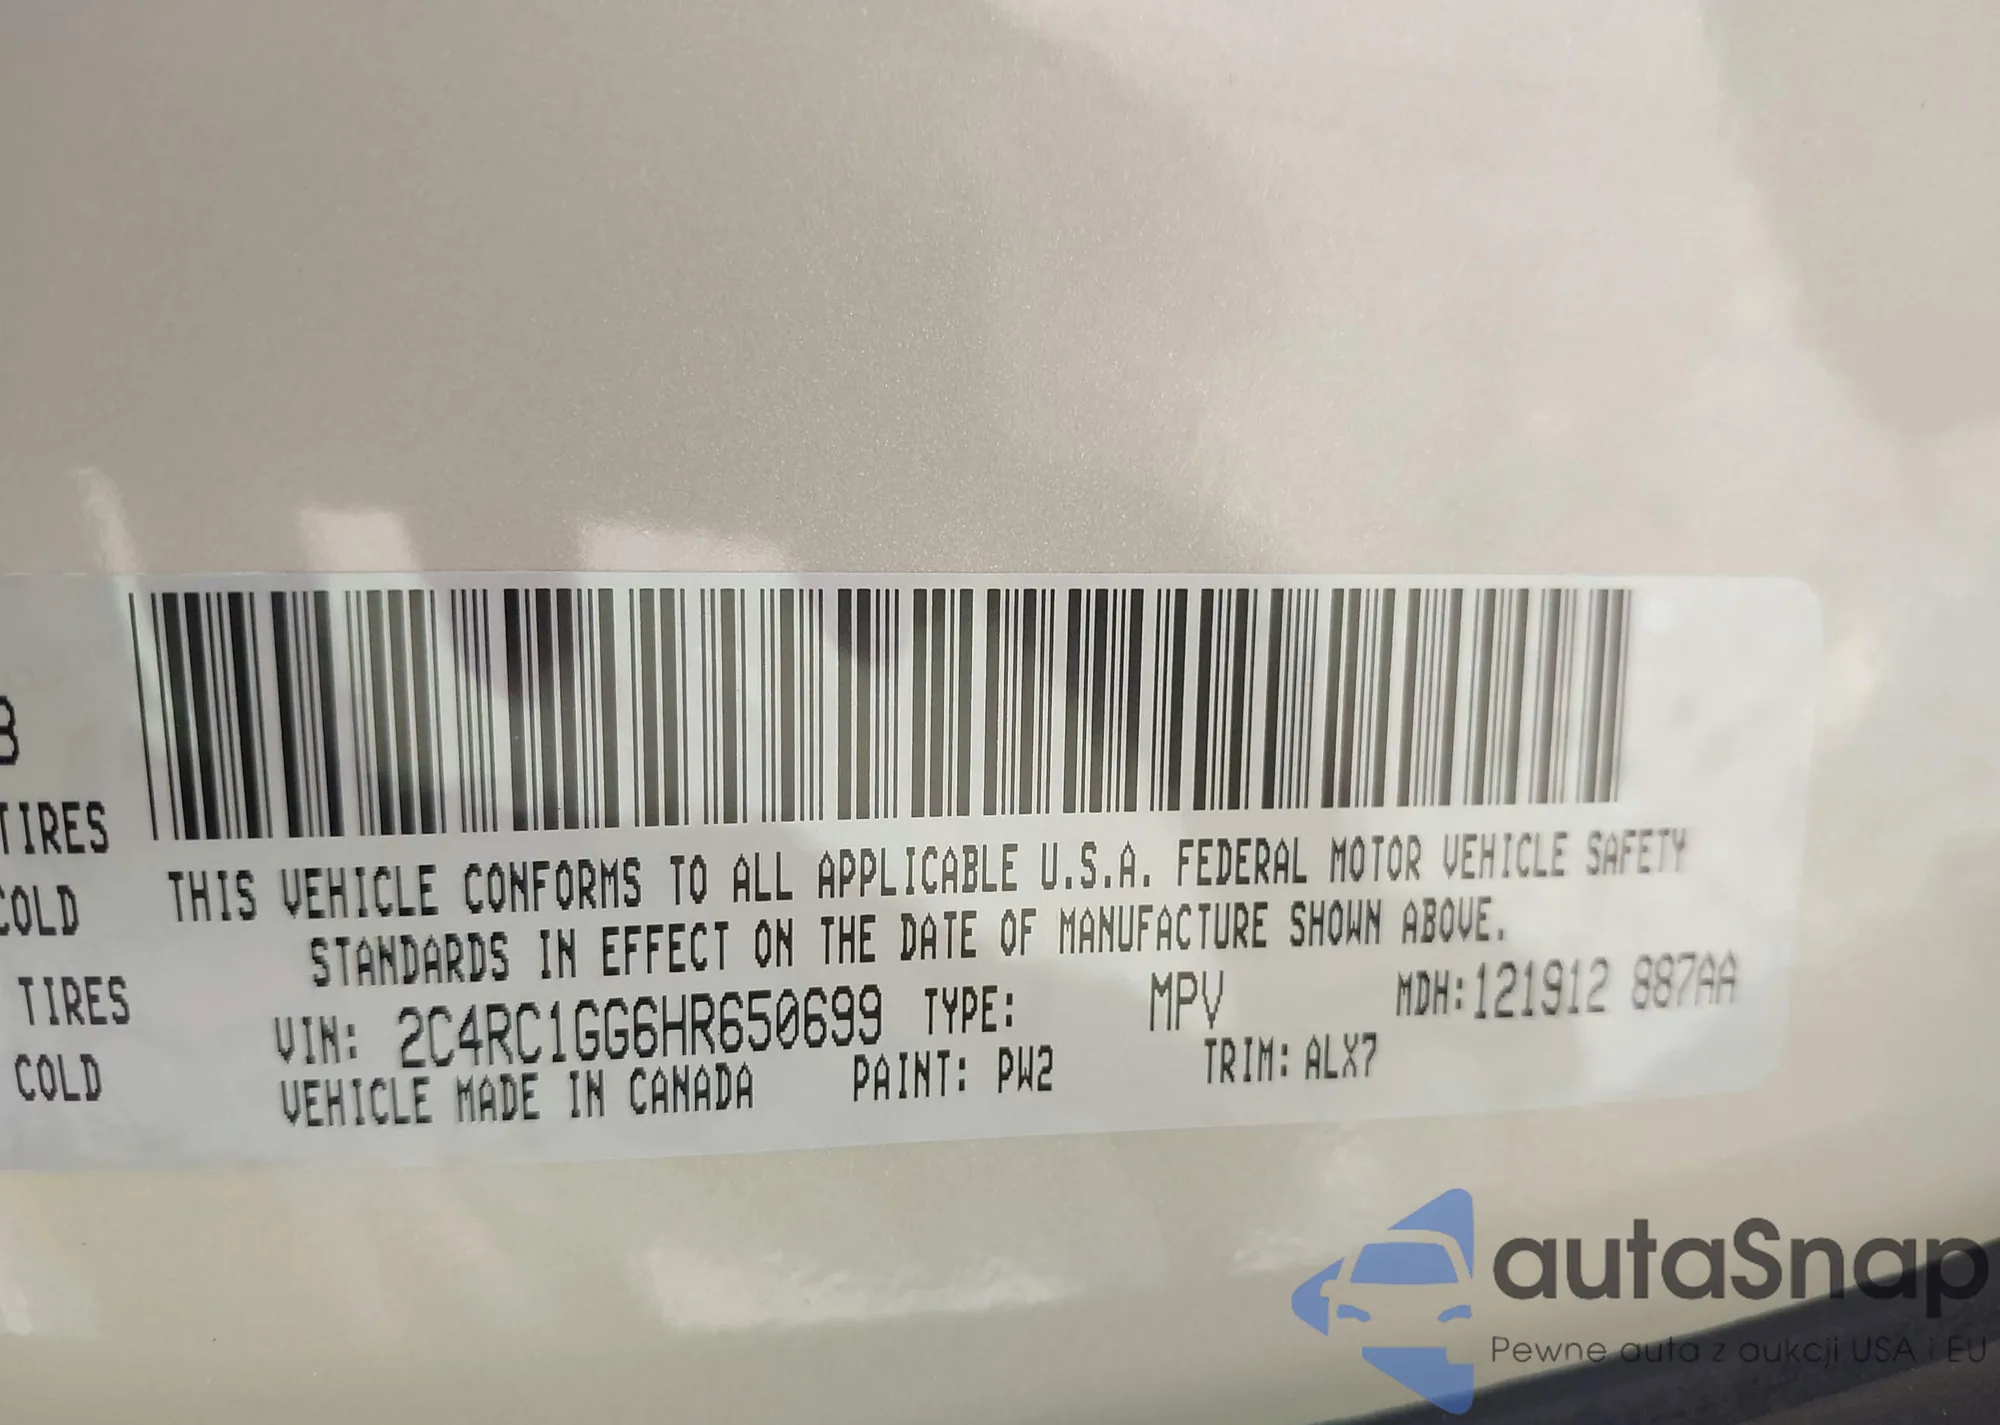 B
TIRES
COLD
TIRES
COLD
THIS VEHICLE CONFORMS TO ALL APPLICABLE U.S.A. FEDERAL MOTOR VEHICLE SAFETY
STANDARDS IN EFFECT ON THE DATE OF MANUFACTURE SHOWN ABOVE.
VIN: 2C4RC1GG6HR650699 TYPE: MPV MDH:121912 887AA
VEHICLE MADE IN CANADA PAINT: PW2 TRIM: ALX7
autaSnap
Pewne auta z aukcji USA i EU